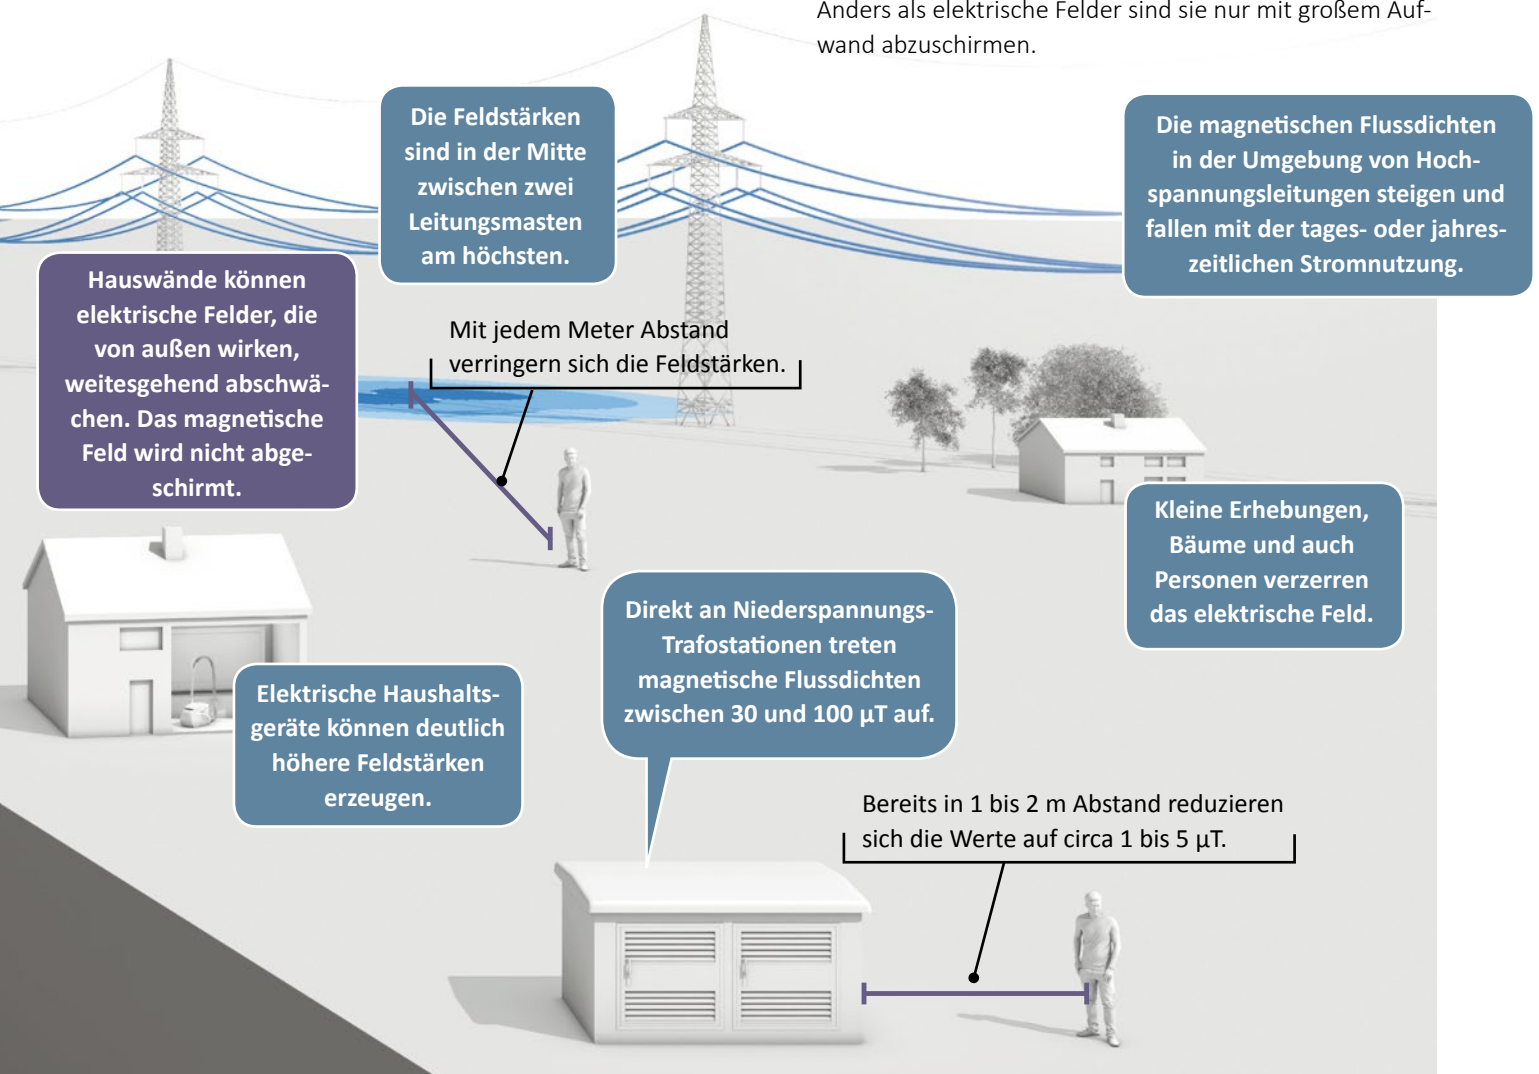 Anders als elektrische Felder sind sie nur mit großem Auf-
wand abzuschirmen.
Die Feldstärken
sind in der Mitte
zwischen zwei
Leitungsmasten
am höchsten.
Die magnetischen Flussdichten
in der Umgebung von Hoch-
spannungsleitungen steigen und
fallen mit der tages- oder jahres-
zeitlichen Stromnutzung.
Hauswände können
elektrische Felder, die
von außen wirken,
weitesgehend abschwä-
chen. Das magnetische
Feld wird nicht abge-
schirmt.
Mit jedem Meter Abstand
verringern sich die Feldstärken.
Kleine Erhebungen,
Bäume und auch
Personen verzerren
das elektrische Feld.
Direkt an Niederspannungs-
Trafostationen treten
magnetische Flussdichten
zwischen 30 und 100 µT auf.
Elektrische Haushalts-
geräte können deutlich
höhere Feldstärken
erzeugen.
Bereits in 1 bis 2 m Abstand reduzieren
sich die Werte auf circa 1 bis 5 µT.